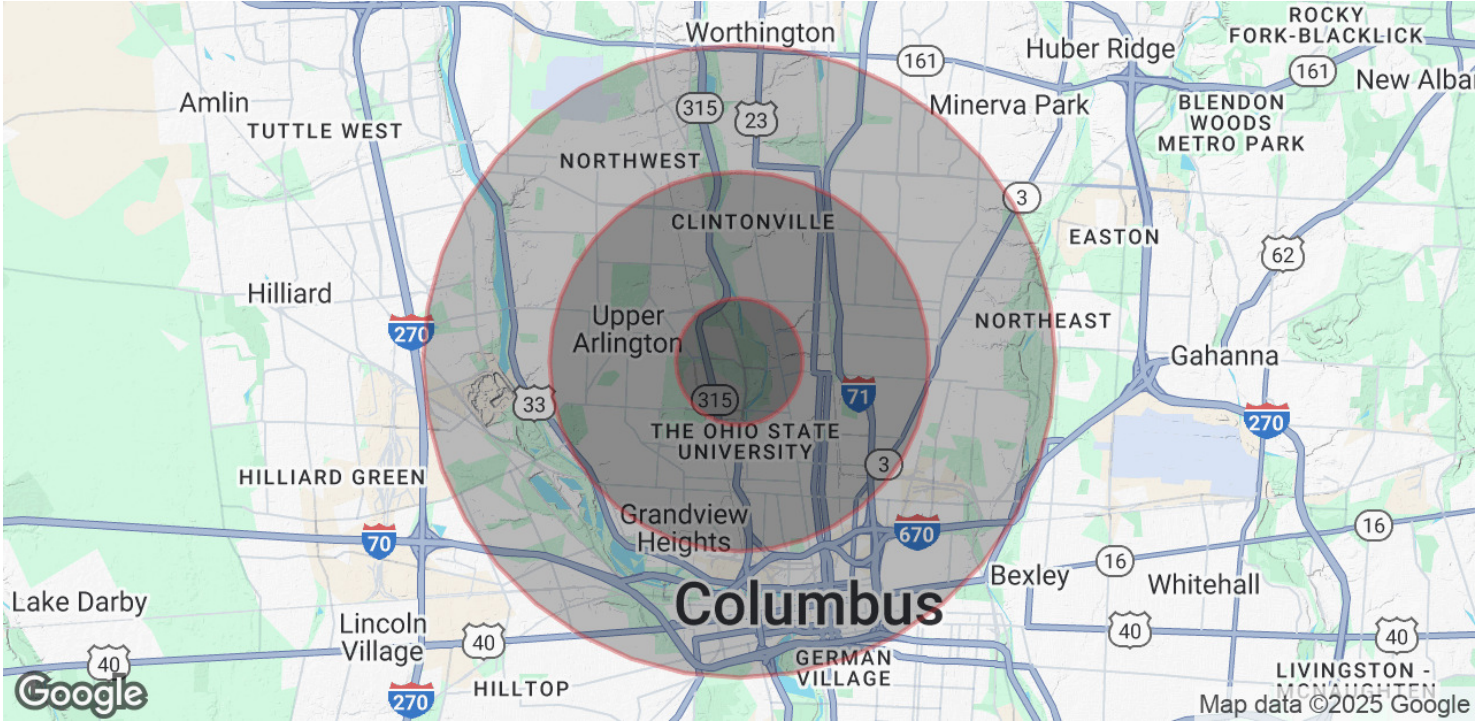 ROCKY
FORK-BLACKLICK
Worthington
Huber Ridge
161
161
New Albar
Amlin
315
23
Minerva Park
BLENDON
WOODS
METRO PARK
TUTTLE WEST
NORTHWEST
3
CLINTONVILLE
EASTON
62
Hilliard
Upper
Arlington
270
NORTHEAST
Gahanna
33
315
71
270
THE OHIO STATE
UNIVERSITY
3
HILLIARD GREEN
Grandview
Heights
70
670
16
16
Bexley
Whitehall
Lake Darby
Columbus
Lincoln
Village
40
40
40
40
GERMAN
VILLAGE
LIVINGSTON -
MCNAUGHTEN
HILLTOP
270
Google
Map data ©2025 Google